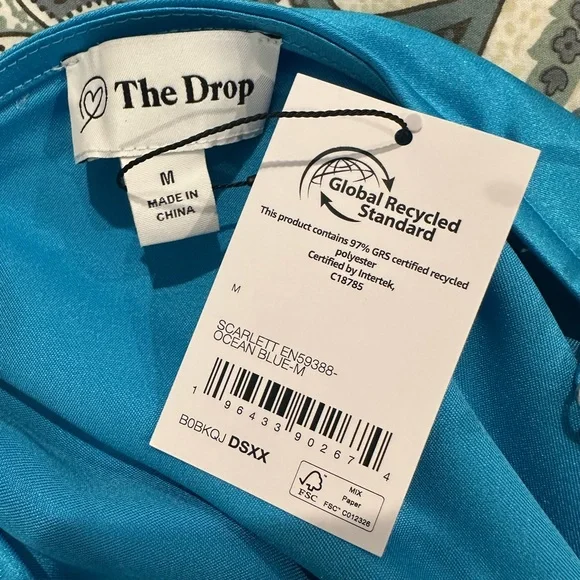 The Drop
M
MADE IN
CHINA
Global Recycled
Standard
This product contains 97% GRS certified recycled
polyester
Certified by Intertek,
C18785
M
SCARLETT EN59388-
OCEAN BLUE-M
1 96433 90267 4
B0BKQJ DSXX
FSC
MIX
Paper
FSC™ C012326